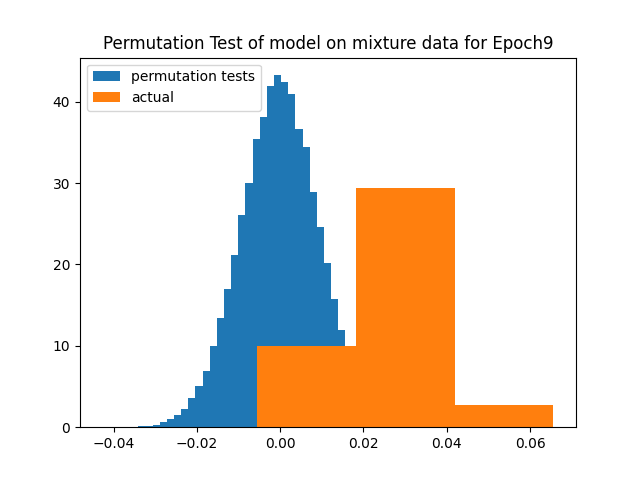 Permutation Test of model on mixture data for Epoch9
permutation tests
actual
40
30
20
10
0
−0.04 −0.02 0.00 0.02 0.04 0.06